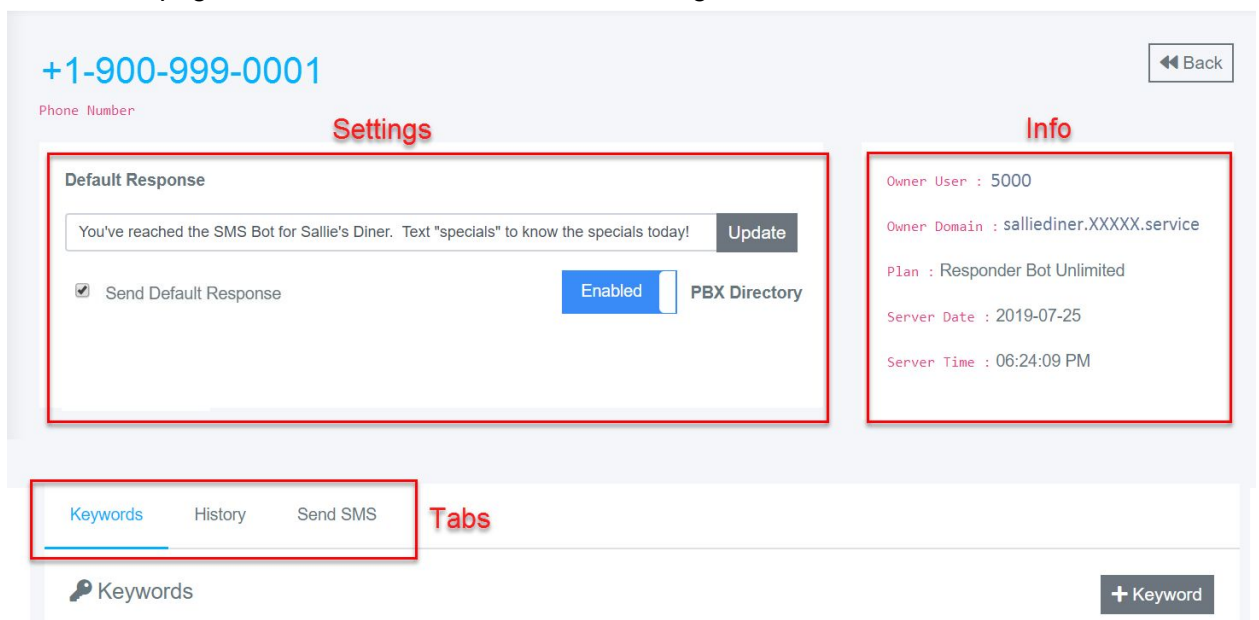 +1-900-999-0001
Back
Phone Number
Settings
Info
Default Response
You've reached the SMS Bot for Sallie's Diner. Text "specials" to know the specials today!
Update
Send Default Response
Enabled
PBX Directory
Owner User : 5000
Owner Domain : salliediner.XXXXX.service
Plan : Responder Bot Unlimited
Server Date : 2019-07-25
Server Time : 06:24:09 PM
Keywords History Send SMS
Tabs
Keywords
+ Keyword